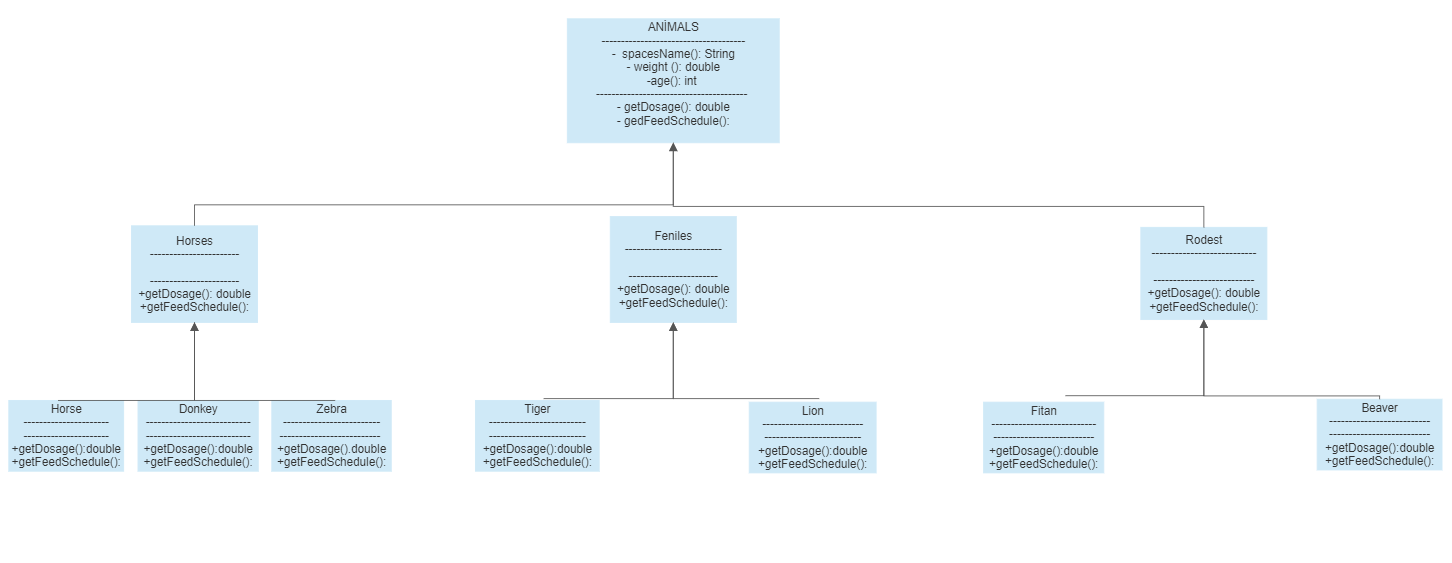 ANİMALS
-------------------------------------
- spacesName(): String
- weight (): double
-age(): int
---------------------------------------
- getDosage(): double
- gedFeedSchedule():
Horses
-----------------------
-----------------------
+getDosage(): double
+getFeedSchedule():
Feniles
-------------------------
-----------------------
+getDosage(): double
+getFeedSchedule():
Rodest
---------------------------
--------------------------
+getDosage(): double
+getFeedSchedule():
Horse
----------------------
----------------------
+getDosage():double
+getFeedSchedule():
Donkey
---------------------------
---------------------------
+getDosage():double
+getFeedSchedule():
Zebra
-------------------------
--------------------------
+getDosage().double
+getFeedSchedule():
Tiger
-------------------------
-------------------------
+getDosage():double
+getFeedSchedule():
Lion
--------------------------
-------------------------
+getDosage():double
+getFeedSchedule():
Fitan
---------------------------
--------------------------
+getDosage():double
+getFeedSchedule():
Beaver
--------------------------
--------------------------
+getDosage():double
+getFeedSchedule():